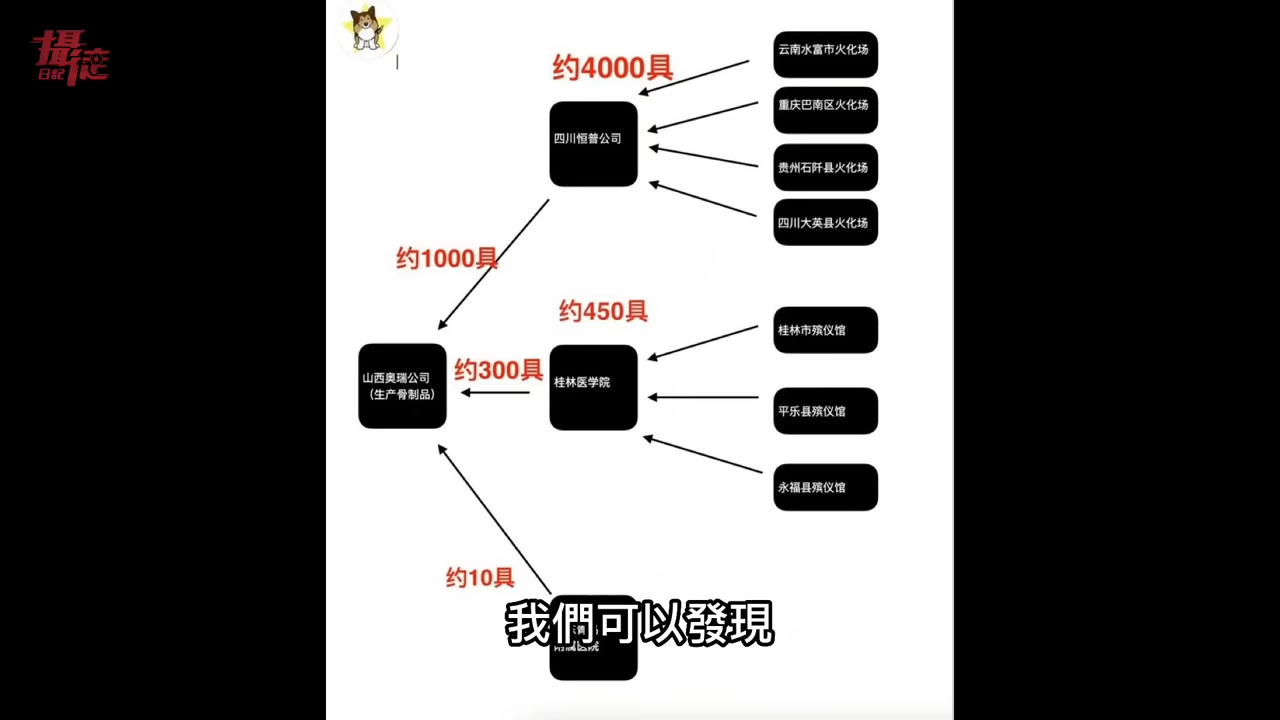 攝徒
日記
约4000具
云南水富市火化场
重庆巴南区火化场
四川恒普公司
贵州石阡县火化场
四川大英县火化场
约1000具
约450具
桂林市殡仪馆
约300具
山西奥瑞公司
（生产骨制品）
桂林医学院
平乐县殡仪馆
永福县殡仪馆
约10具
我們可以發現
附属医院